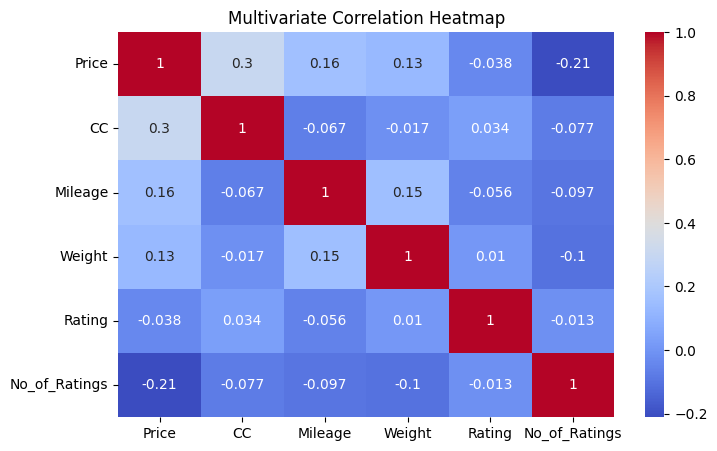 Multivariate Correlation Heatmap
Price 1 0.3 0.16 0.13 -0.038 -0.21
CC 0.3 1 -0.067 -0.017 0.034 -0.077
Mileage 0.16 -0.067 1 0.15 -0.056 -0.097
Weight 0.13 -0.017 0.15 1 0.01 -0.1
Rating -0.038 0.034 -0.056 0.01 1 -0.013
No_of_Ratings -0.21 -0.077 -0.097 -0.1 -0.013 1
Price CC Mileage Weight Rating No_of_Ratings
1.0
0.8
0.6
0.4
0.2
0.0
−0.2